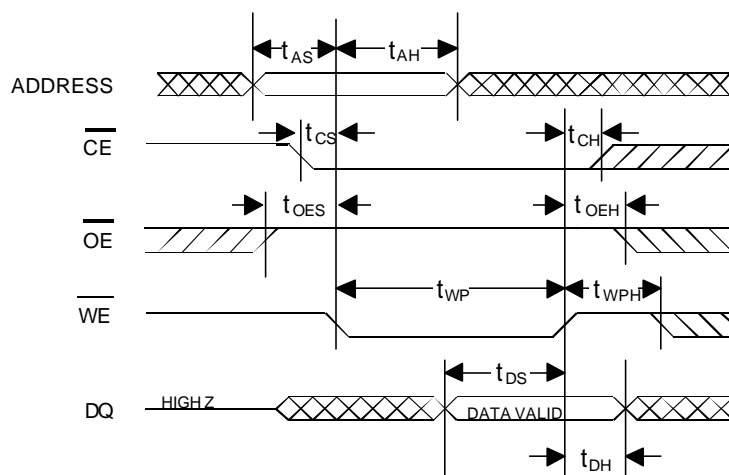 tAS tAH
ADDRESS
tCS tCH
CE
tOES tOEH
OE
tWP tWPH
WE
tDS
DQ HIGH Z DATA VALID
tDH